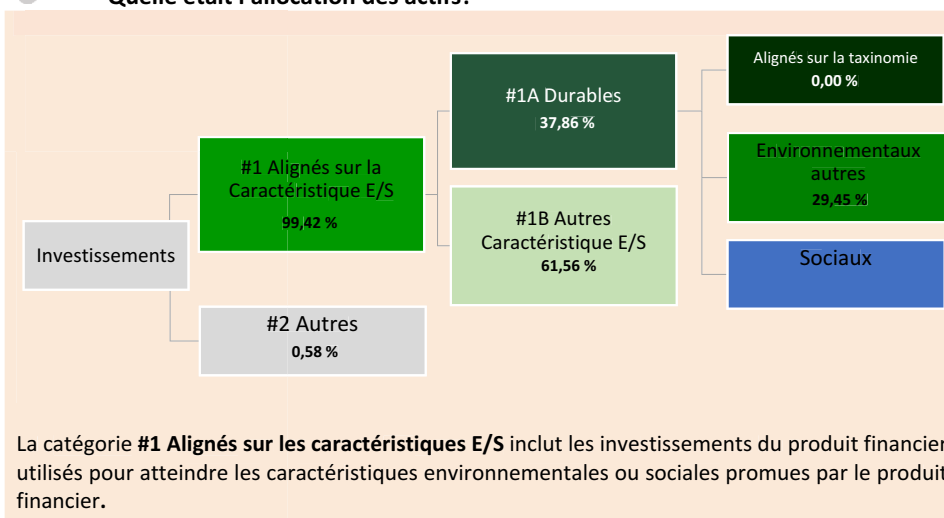 Quelle était l'allocation des actifs?
Alignés sur la taxinomie
0,00 %
#1A Durables
37,86 %
Environnementaux
autres
29,45 %
#1 Alignés sur la
Caractéristique E/S
99,42 %
#1B Autres
Caractéristique E/S
61,56 %
Sociaux
Investissements
#2 Autres
0,58 %
La catégorie #1 Alignés sur les caractéristiques E/S inclut les investissements du produit financier
utilisés pour atteindre les caractéristiques environnementales ou sociales promues par le produit
financier.